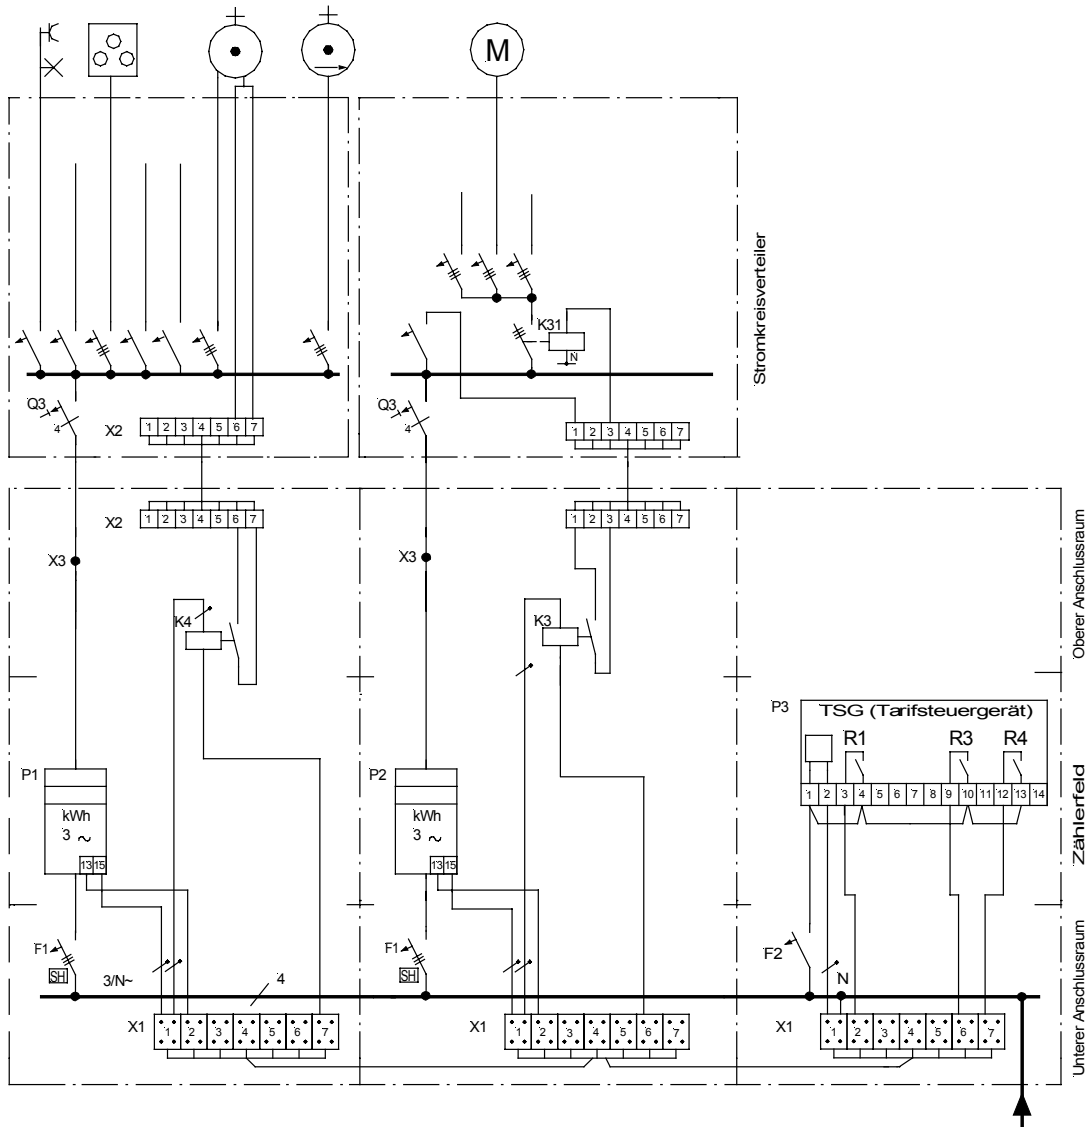 M
Stromkreisverteiler
K31
N
Q3
4
X2
1 2 3 4 5 6 7
Q3
4
1 2 3 4 5 6 7
X2
1 2 3 4 5 6 7
1 2 3 4 5 6 7
Oberer Anschlussraum
X3
X3
K4
K3
P3
TSG (Tarifsteuergerät)
R1 R3 R4
1 2 3 4 5 6 7 8 9 10 11 12 13 14
P1
kWh
3 ~
13 15
P2
kWh
3 ~
13 15
Zählerfeld
F1
SH
3/N~
4
F1
SH
F2
N
X1
1 2 3 4 5 6 7
X1
1 2 3 4 5 6 7
X1
1 2 3 4 5 6 7
Unterer Anschlussraum